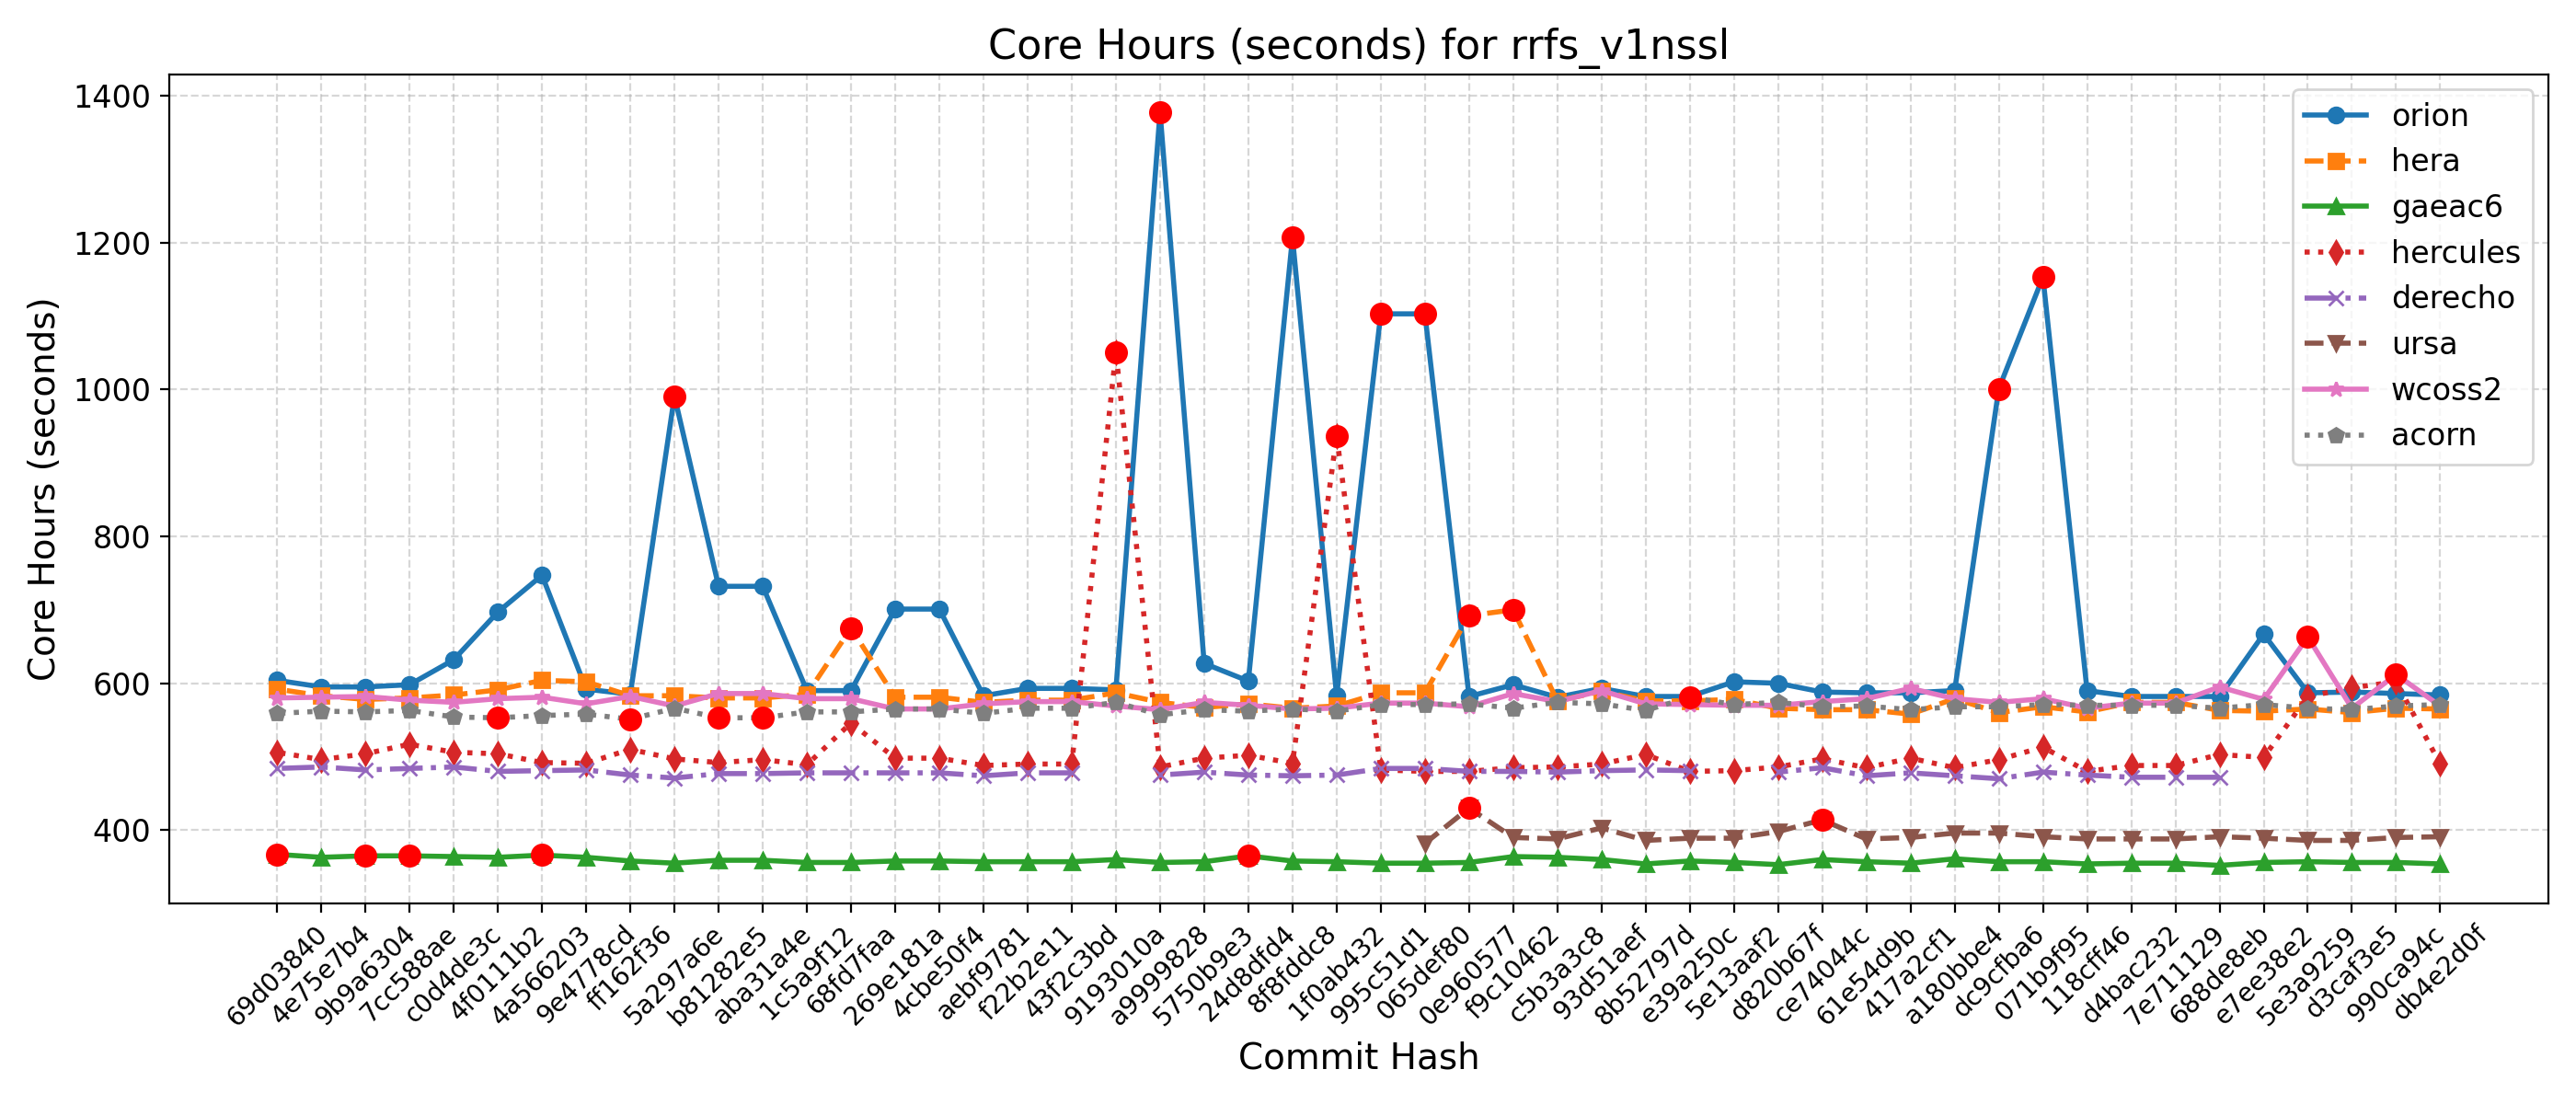 Core Hours (seconds) for rrfs_v1nssl
Core Hours (seconds)
1400
1200
1000
800
600
400
orion
hera
gaeac6
hercules
derecho
ursa
wcoss2
acorn
69d03840
4e75e7b4
9b9a6304
7cc588ae
c0d4de3c
4f0111b2
4a566203
9e4778cd
ff162f36
5a297a6e
b81282e5
aba31a4e
1c5a9f12
68fd7faa
269e181a
4cbe50f4
aebf9781
f22b2e11
43f2c3bd
9193010a
a9999828
5750b9e3
24d8dfd4
8f8fddc8
1f0ab432
995c51d1
065def80
0e960577
f9c10462
c5b3a3c8
93d51aef
8b52797d
e39a250c
5e13aaf2
d820b67f
ce74044c
61e54d9b
417a2cf1
a180bbe4
dc9cfba6
071b9f95
118cff46
d4bac232
7e711129
688de8eb
e7ee38e2
5e3a9259
d3caf3e5
990ca94c
db4e2d0f
Commit Hash